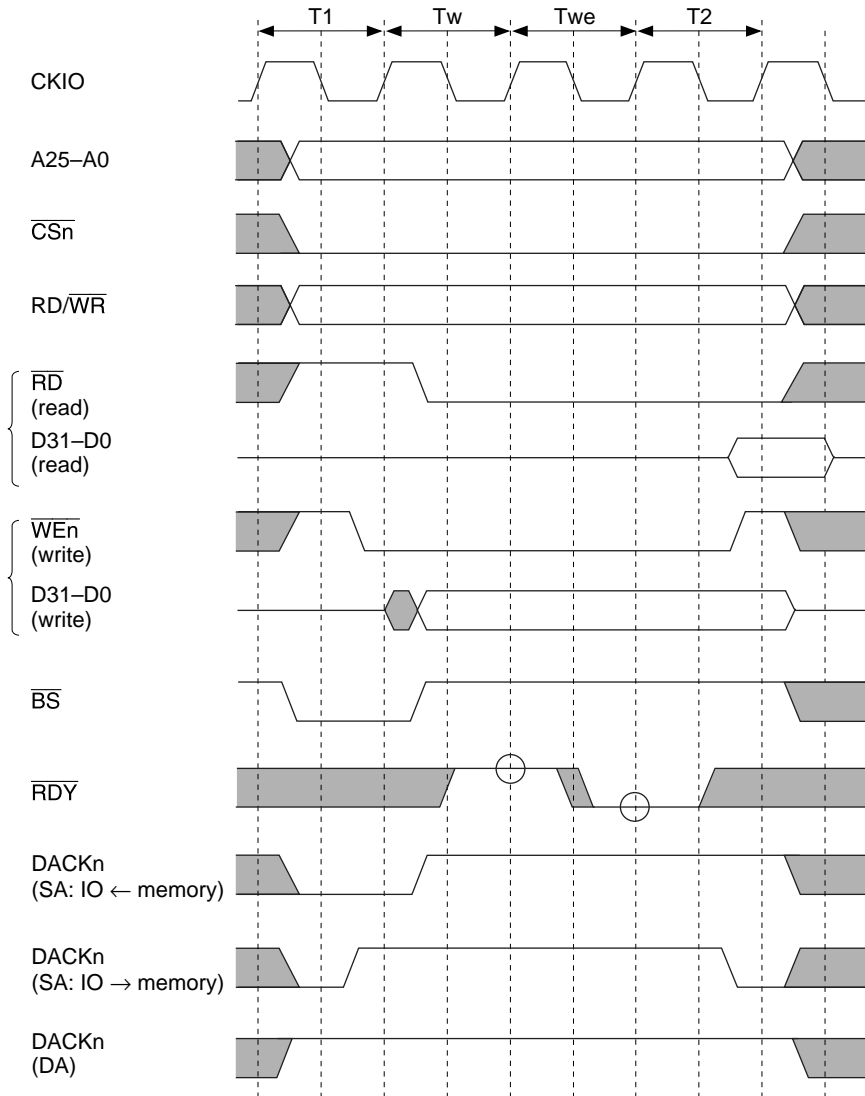 T1 Tw Twe T2
CKIO
A25–A0
CSn
RD/WR
RD
(read)
D31–D0
(read)
WEn
(write)
D31–D0
(write)
BS
RDY
DACKn
(SA: IO ← memory)
DACKn
(SA: IO → memory)
DACKn
(DA)